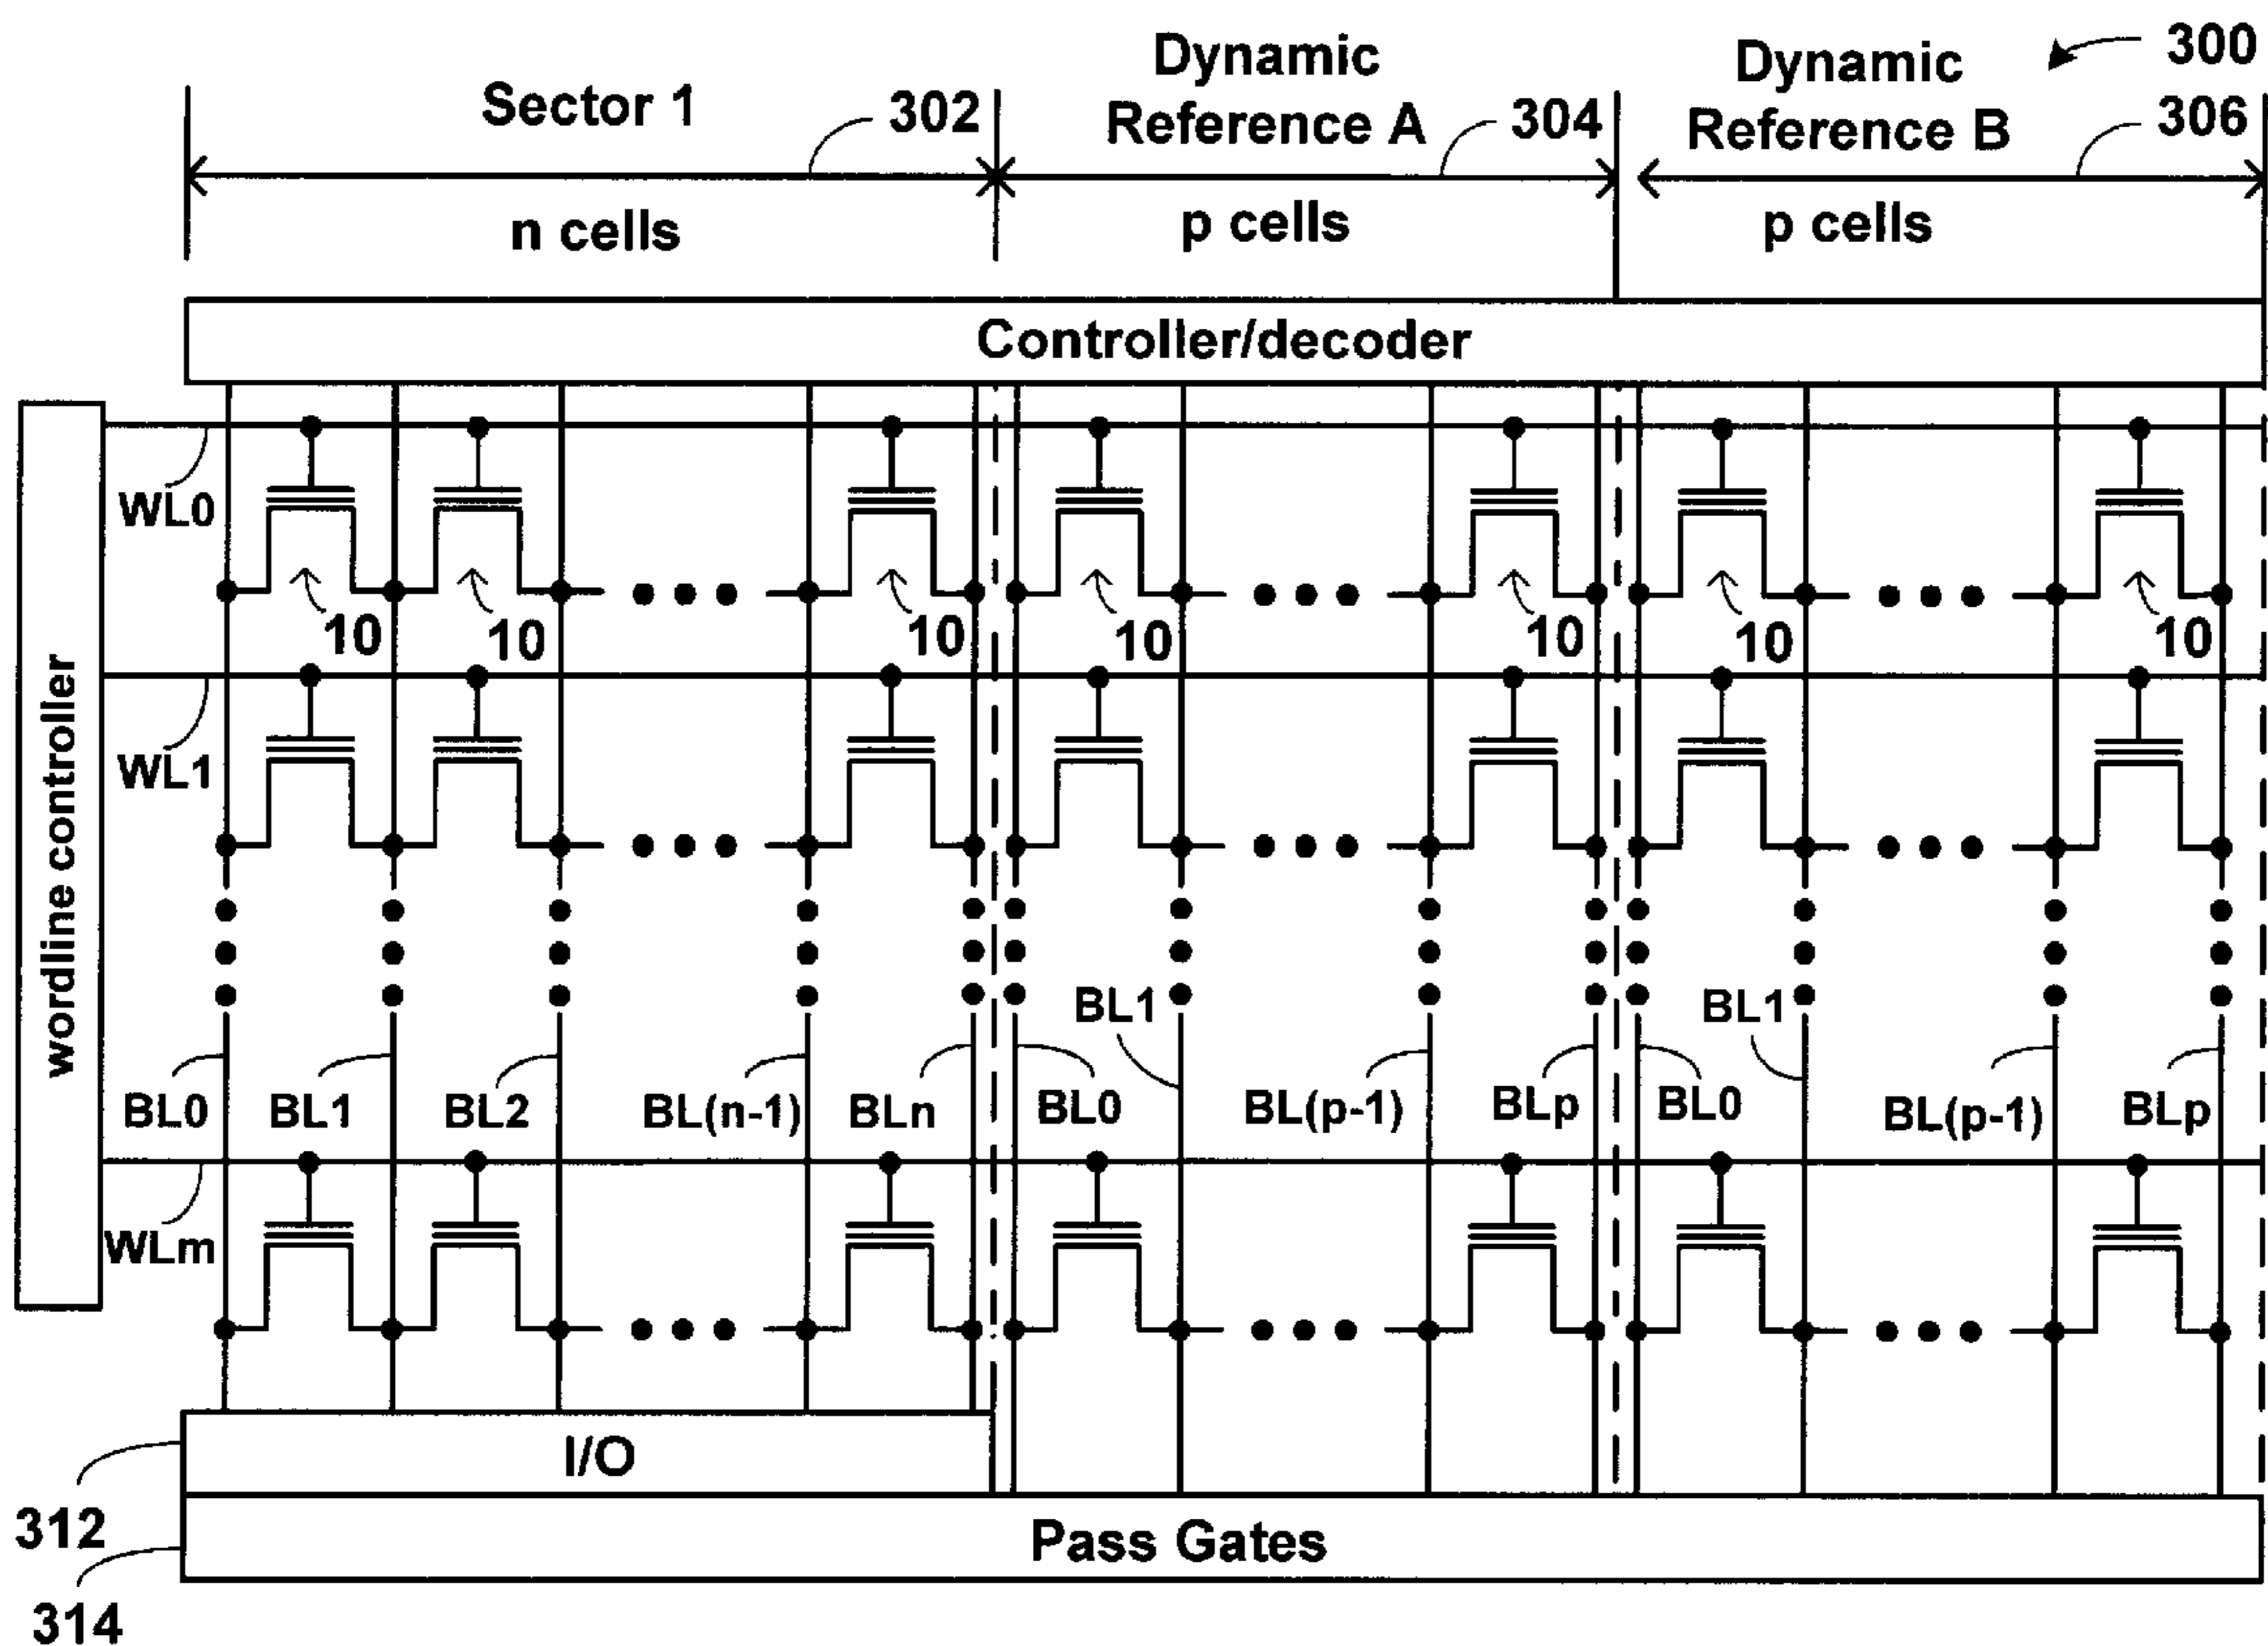 300
Sector 1
302
Dynamic
Reference A
304
Dynamic
Reference B
306
n cells
p cells
p cells
Controller/decoder
wordline controller
WL0
10
10
10
10
10
10
10
WL1
BL1
BL1
BL0
BL1
BL2
BL(n-1)
BLn
BL0
BL(p-1)
BLp
BL0
BL(p-1)
BLp
WLm
I/O
312
Pass Gates
314